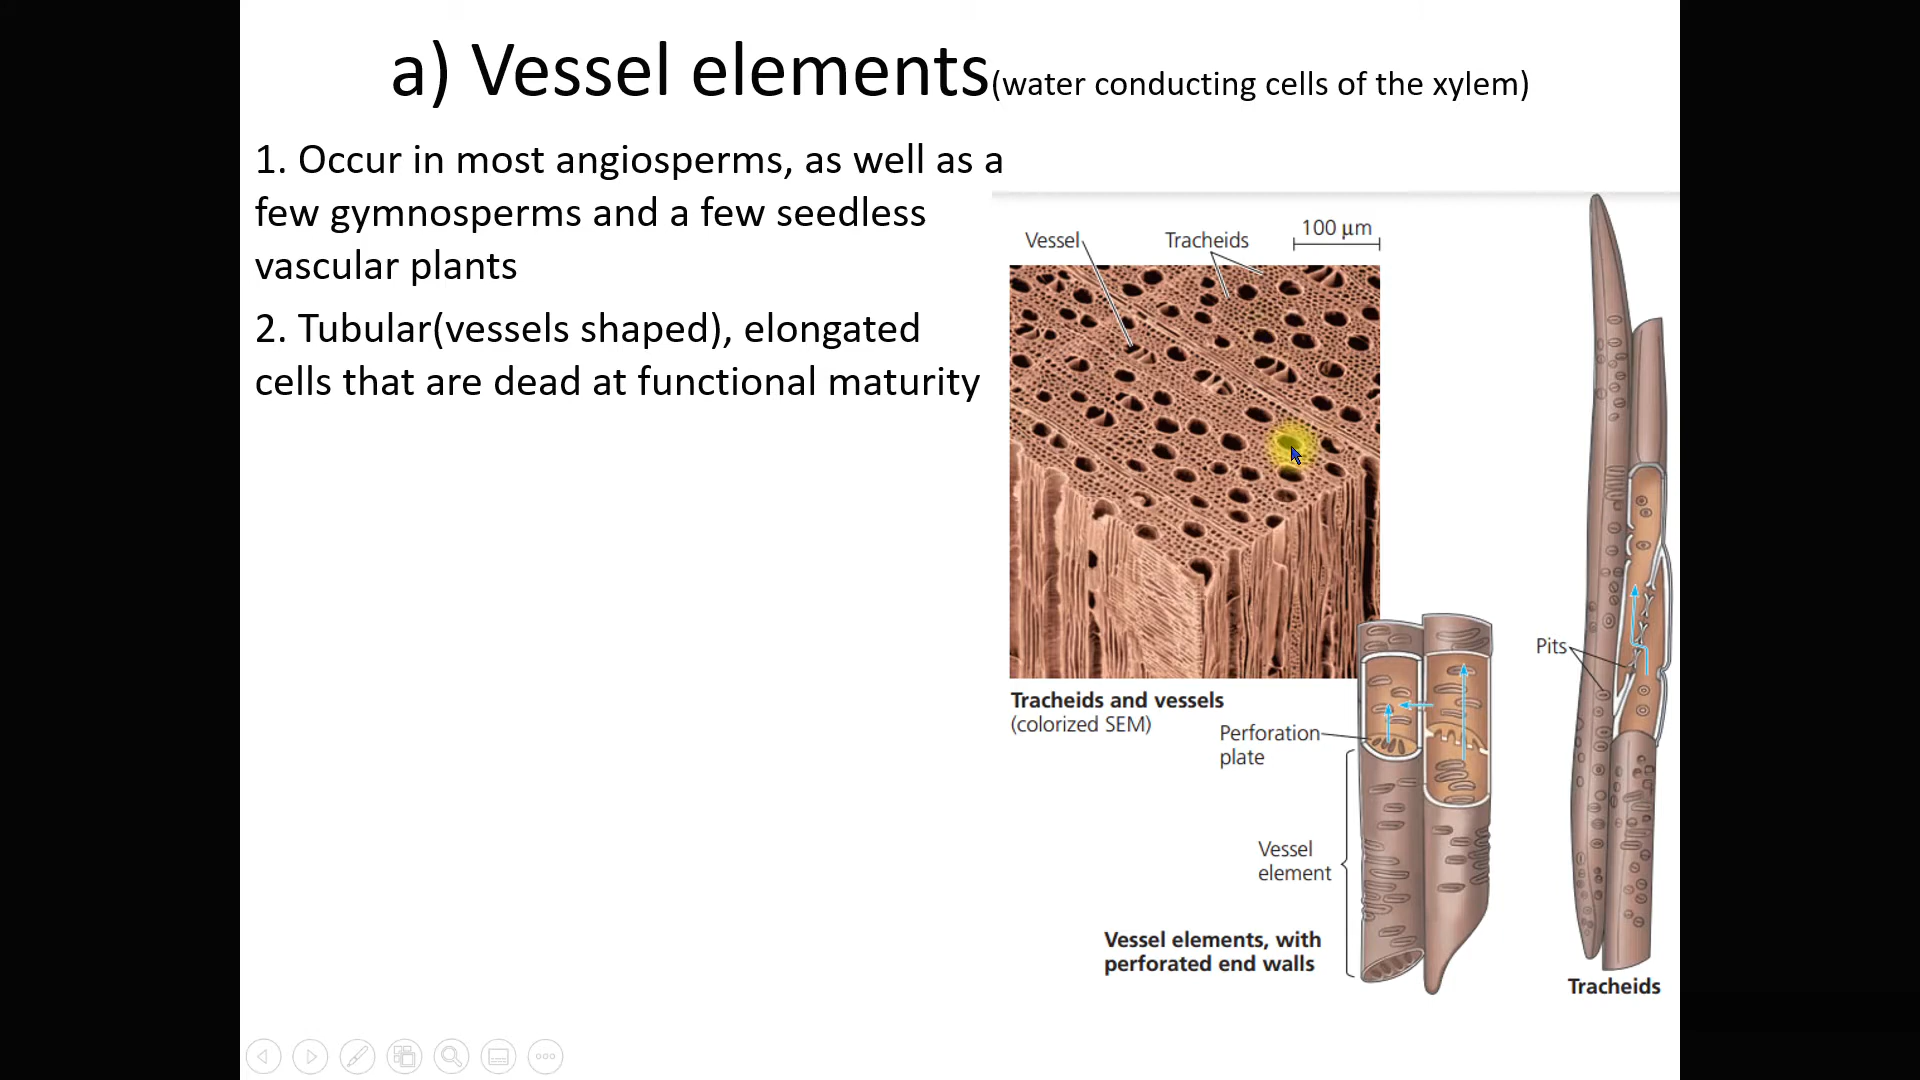 a) Vessel elements(water conducting cells of the xylem)
1. Occur in most angiosperms, as well as a
few gymnosperms and a few seedless
vascular plants
2. Tubular(vessels shaped), elongated
cells that are dead at functional maturity
Vessel
Tracheids
100 μm
Tracheids and vessels
(colorized SEM)
Perforation
plate
Vessel
element
Vessel elements, with
perforated end walls
Pits
Tracheids